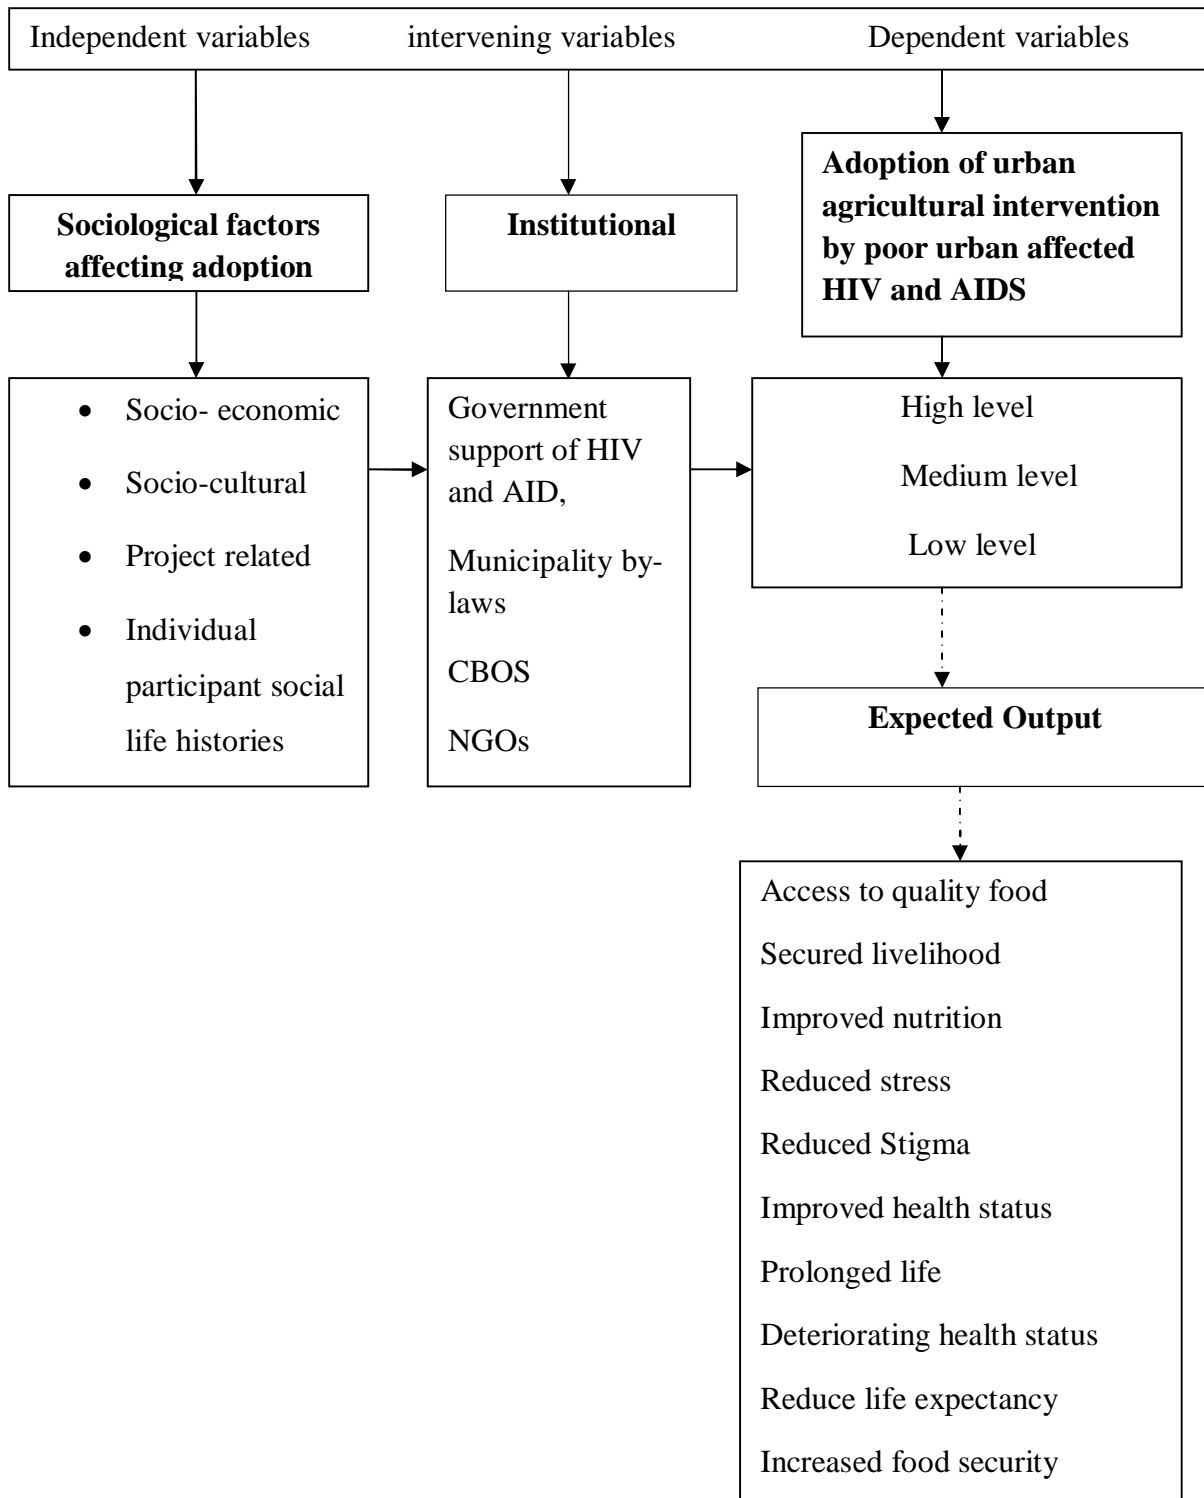 Independent variables intervening variables Dependent variables
Sociological factors
affecting adoption
Institutional
Adoption of urban
agricultural intervention
by poor urban affected
HIV and AIDS
Socio- economic
Socio-cultural
Project related
Individual
participant social
life histories
Government
support of HIV
and AID,
Municipality by-
laws
CBOS
NGOs
High level
Medium level
Low level
Expected Output
Access to quality food
Secured livelihood
Improved nutrition
Reduced stress
Reduced Stigma
Improved health status
Prolonged life
Deteriorating health status
Reduce life expectancy
Increased food security